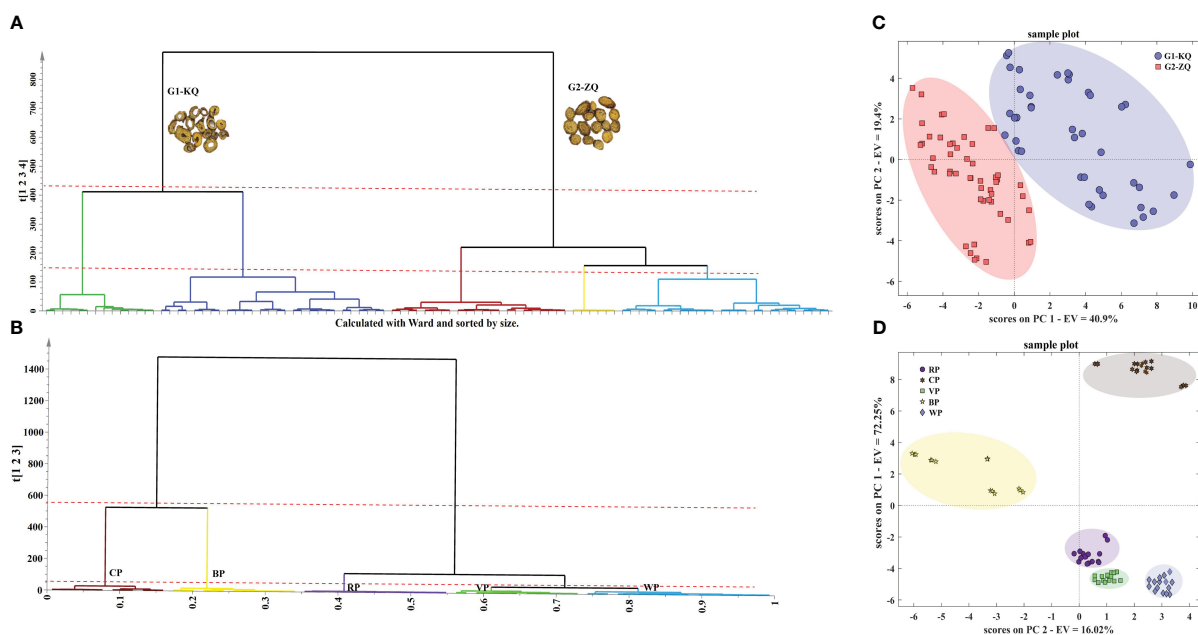 A
t[1 2 3 4]
800
700
600
500
400
300
200
100
0
G1-KQ
G2-ZQ
Calculated with Ward and sorted by size.
B
t[1 2 3]
1400
1200
1000
800
600
400
200
0
CP
BP
RP
VP
WP
0 0.1 0.2 0.3 0.4 0.5 0.6 0.7 0.8 0.9 1
C
sample plot
G1-KQ
G2-ZQ
scores on PC 2 - EV = 19.4%
4
2
0
-2
-4
-6
-6 -4 -2 0 2 4 6 8 10
scores on PC 1 - EV = 40.9%
D
sample plot
RP
CP
VP
BP
WP
scores on PC 1 - EV = 72.25%
8
6
4
2
0
-2
-4
-6
-6 -5 -4 -3 -2 -1 0 1 2 3 4
scores on PC 2 - EV = 16.02%